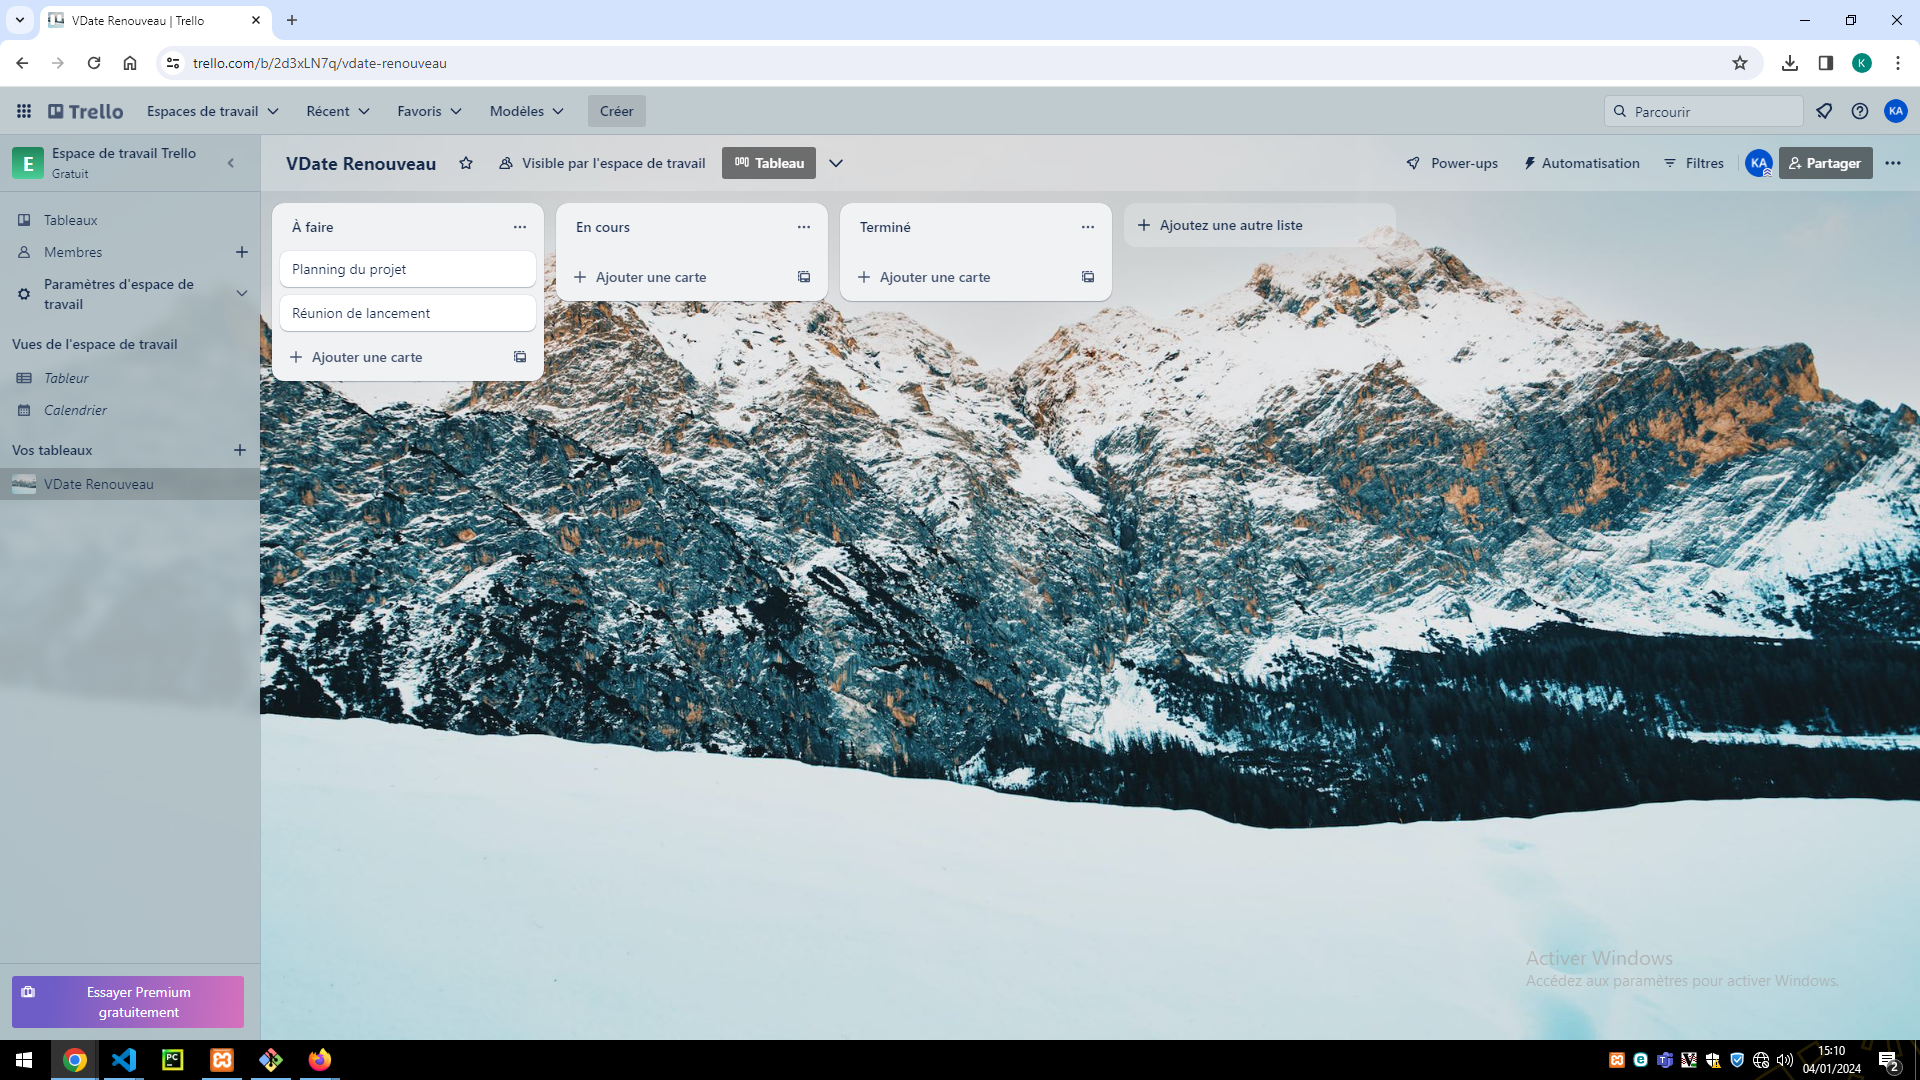 VDate Renouveau | Trello
trello.com/b/2d3xLN7q/vdate-renouveau
K
Trello
Espaces de travail
Récent
Favoris
Modèles
Créer
Parcourir
KA
E
Espace de travail Trello
Gratuit
VDate Renouveau
Visible par l'espace de travail
Tableau
Power-ups
Automatisation
Filtres
KA
Partager
Tableaux
Membres
Paramètres d'espace de
travail
Vues de l'espace de travail
Tableur
Calendrier
Vos tableaux
VDate Renouveau
À faire
Planning du projet
Réunion de lancement
Ajouter une carte
En cours
Ajouter une carte
Terminé
Ajouter une carte
Ajoutez une autre liste
Essayer Premium
gratuitement
Activer Windows
Accédez aux paramètres pour activer Windows.
PC
15:10
04/01/2024
2